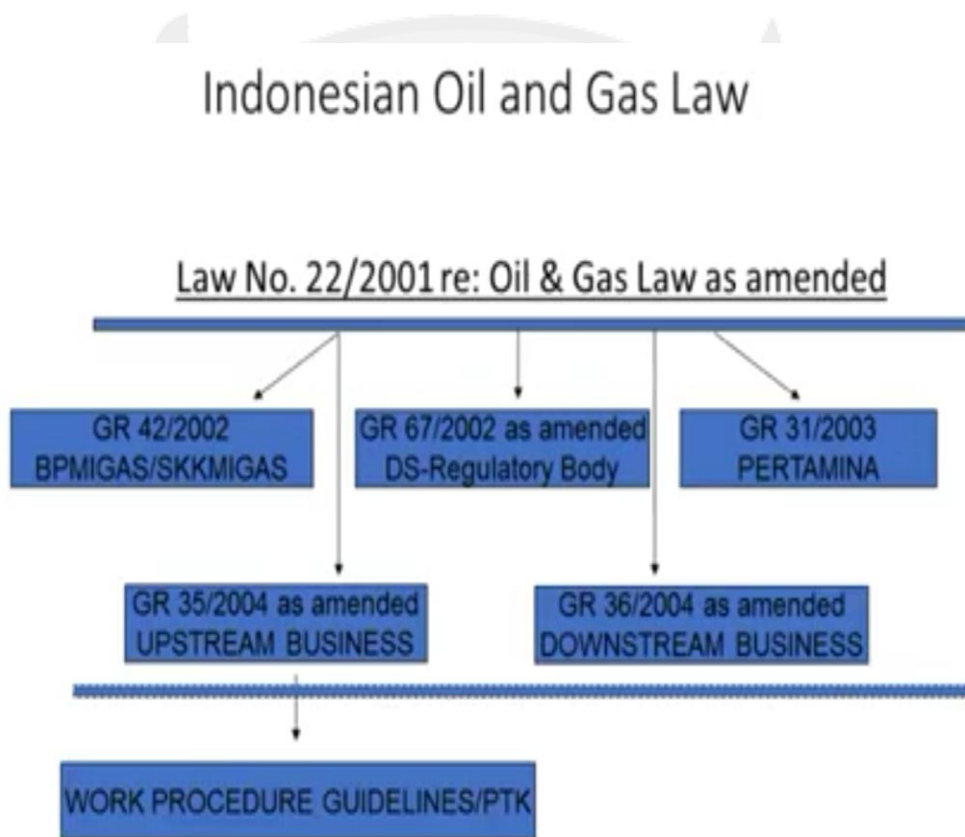 Indonesian Oil and Gas Law
Law No. 22/2001 re: Oil & Gas Law as amended
GR 42/2002
BPMIGAS/SKKMIGAS
GR 67/2002 as amended
DS-Regulatory Body
GR 31/2003
PERTAMINA
GR 35/2004 as amended
UPSTREAM BUSINESS
GR 36/2004 as amended
DOWNSTREAM BUSINESS
WORK PROCEDURE GUIDELINES/PTK